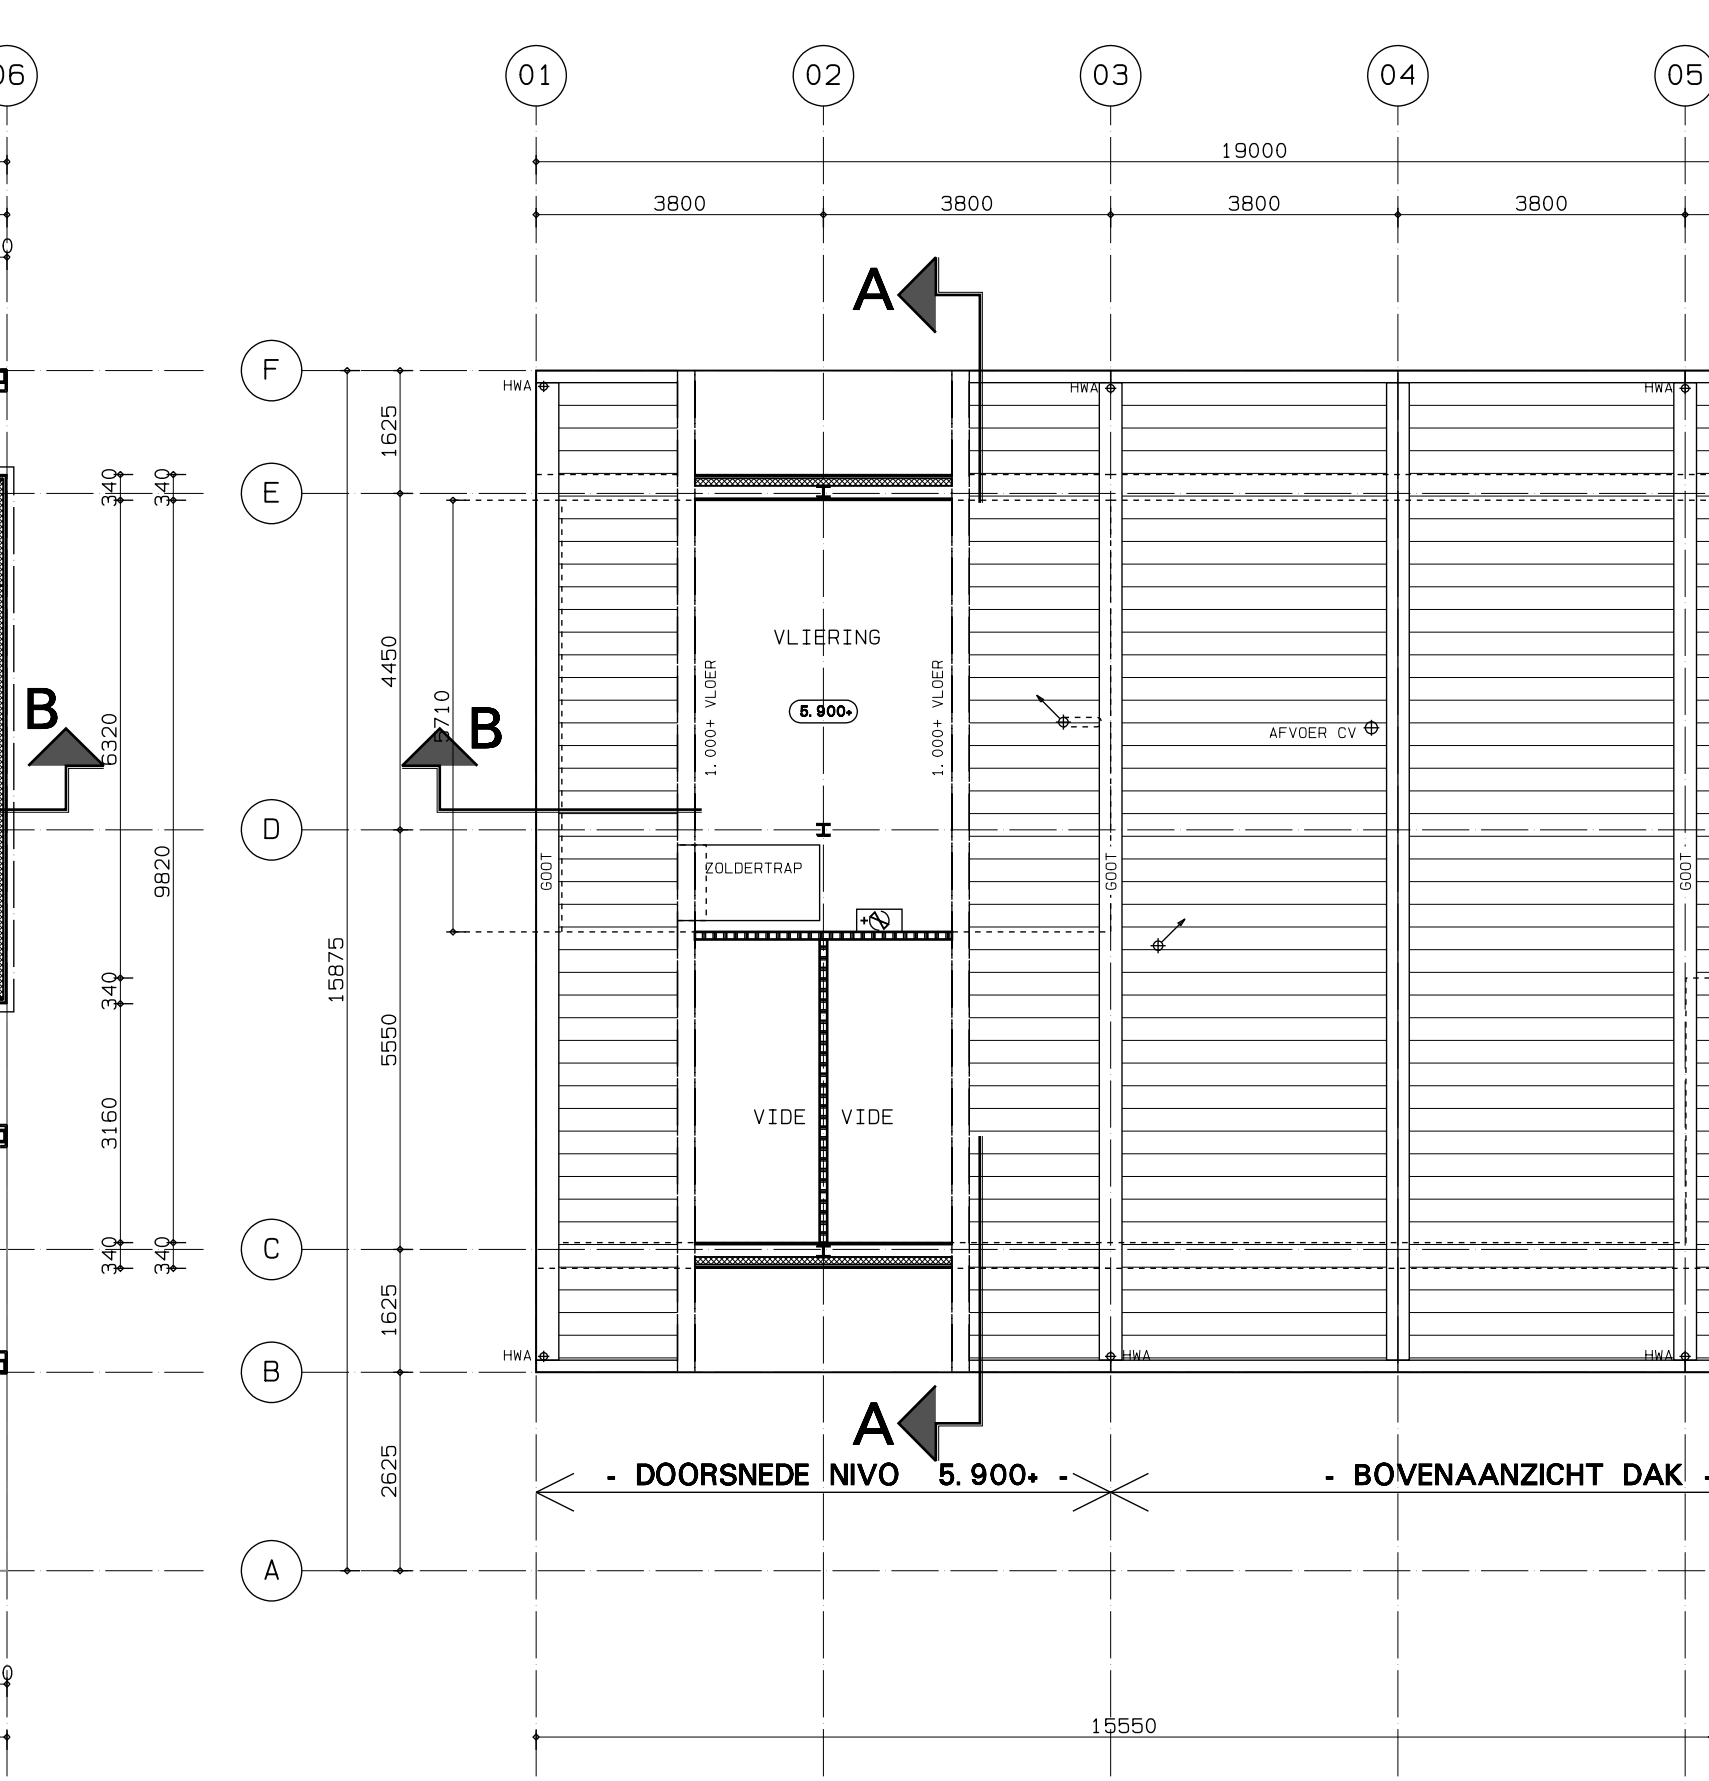 01
02
03
04
05
19000
3800
3800
3800
3800
A
F
HWA
HWA
HWA
1625
340
340
E
VLIERING
4450
1.000+ VLOER
1.000+ VLOER
5.900+
B
B
6320
AFVOER CV
D
9820
GOOT
ZOLDERTRAP
GOOT
GOOT
15875
340
5550
3160
VIDE
VIDE
C
340
340
1625
HWA
HWA
HWA
B
A
2625
- DOORSNEDE NIVO 5.900+ -
- BOVENAANZICHT DAK -
A
15550